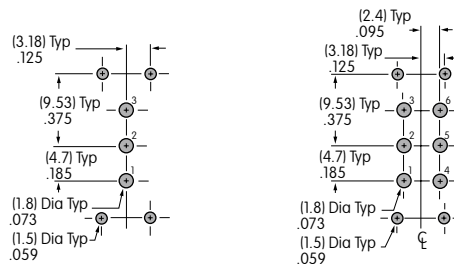 (3.18) Typ
.125
(9.53) Typ
.375
(4.7) Typ
.185
(1.8) Dia Typ
.073
(1.5) Dia Typ
.059
3
2
1
(2.4) Typ
.095
(3.18) Typ
.125
(9.53) Typ
.375
(4.7) Typ
.185
(1.8) Dia Typ
.073
(1.5) Dia Typ
.059
3 6
2 5
1 4
℄